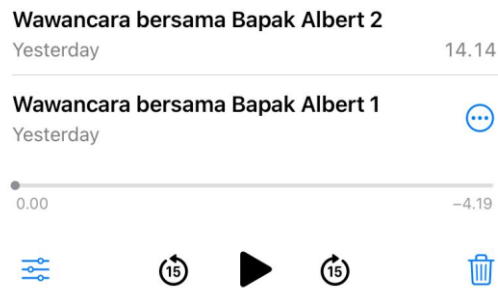 Wawancara bersama Bapak Albert 2
Yesterday 14.14
Wawancara bersama Bapak Albert 1
Yesterday
0.00 −4.19
15 15